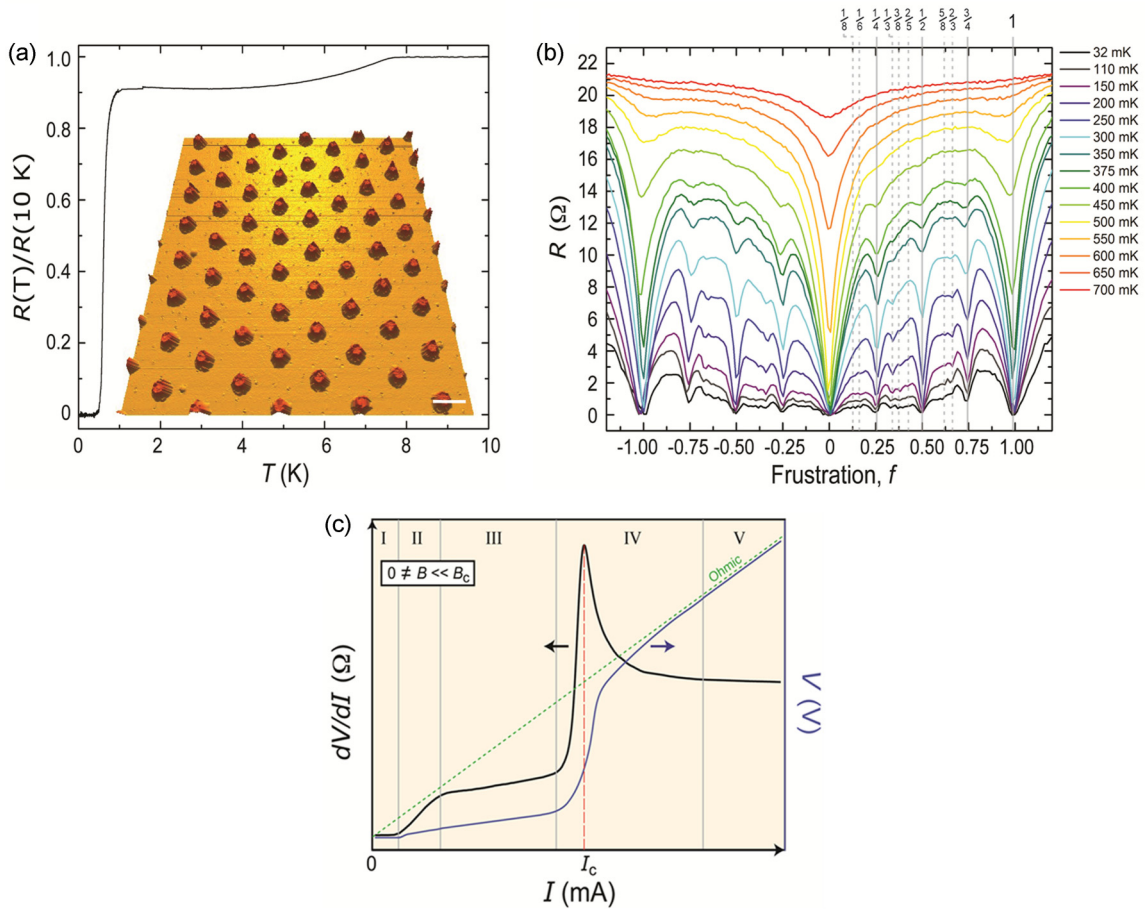 (a)
R(T)/R(10 K)
1.0
0.8
0.6
0.4
0.2
0
0 2 4 6 8 10
T (K)
(b)
1/8 1/6 1/4 1/3 3/8 2/5 1/2 5/8 2/3 3/4 1
R (Ω)
22
20
18
16
14
12
10
8
6
4
2
0
-1.00 -0.75 -0.50 -0.25 0 0.25 0.50 0.75 1.00
Frustration, f
32 mK
110 mK
150 mK
200 mK
250 mK
300 mK
350 mK
375 mK
400 mK
450 mK
500 mK
550 mK
600 mK
650 mK
700 mK
(c)
I II III IV V
0 ≠ B << Bc
Ohmic
dV/dI (Ω)
V (V)
0 Ic
I (mA)